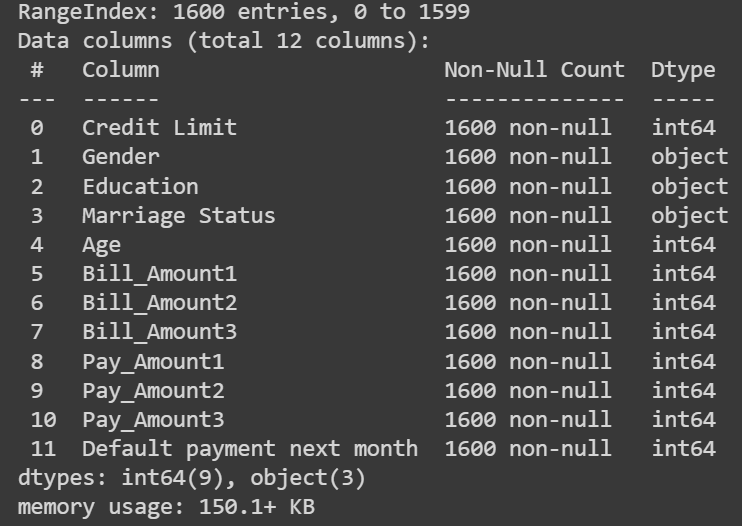 RangeIndex: 1600 entries, 0 to 1599
Data columns (total 12 columns):
 #   Column                      Non-Null Count  Dtype
---  ------                      --------------  -----
 0   Credit Limit                1600 non-null   int64
 1   Gender                      1600 non-null   object
 2   Education                   1600 non-null   object
 3   Marriage Status             1600 non-null   object
 4   Age                         1600 non-null   int64
 5   Bill_Amount1                1600 non-null   int64
 6   Bill_Amount2                1600 non-null   int64
 7   Bill_Amount3                1600 non-null   int64
 8   Pay_Amount1                 1600 non-null   int64
 9   Pay_Amount2                 1600 non-null   int64
 10  Pay_Amount3                 1600 non-null   int64
 11  Default payment next month  1600 non-null   int64
dtypes: int64(9), object(3)
memory usage: 150.1+ KB